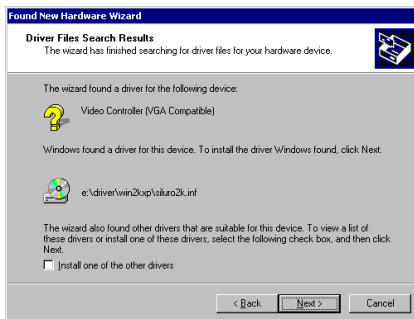 Found New Hardware Wizard
Driver Files Search Results
The wizard has finished searching for driver files for your hardware device.
The wizard found a driver for the following device:
Video Controller (VGA Compatible)
Windows found a driver for this device. To install the driver Windows found, click Next.
e:\driver\win2kxp\siluro2k.inf
The wizard also found other drivers that are suitable for this device. To view a list of
these drivers or install one of these drivers, select the following check box, and then click
Next.
Install one of the other drivers
< Back
Next >
Cancel